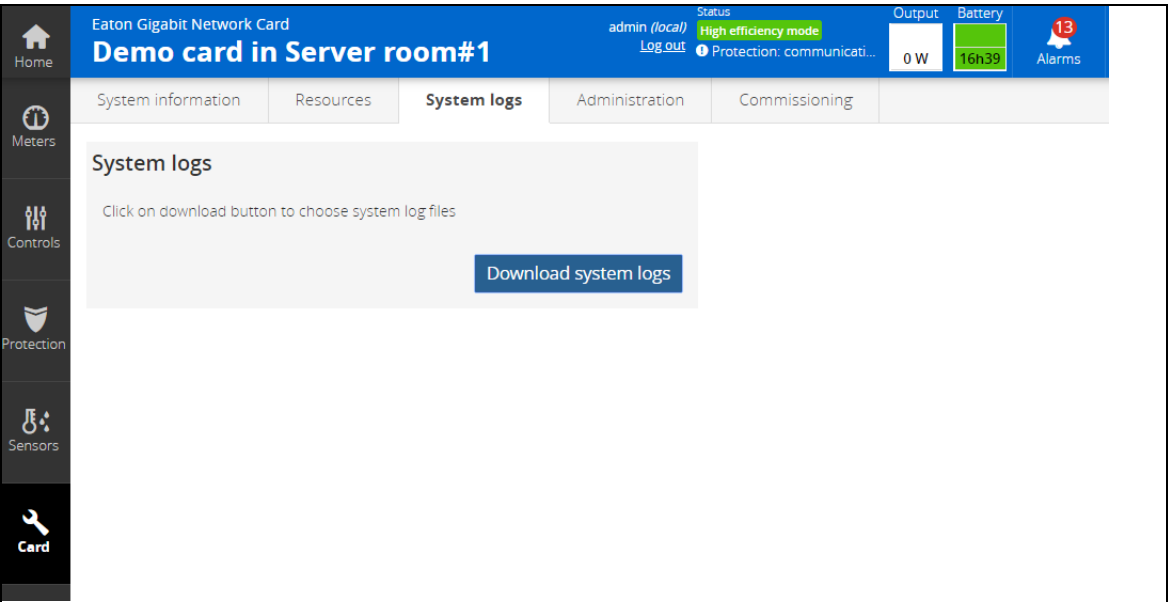 Home
Meters
Controls
Protection
Sensors
Card
Eaton Gigabit Network Card
Demo card in Server room#1
admin (local)
Log out
Status
High efficiency mode
Protection: communicati...
Output
0 W
Battery
16h39
13
Alarms
System information
Resources
System logs
Administration
Commissioning
System logs
Click on download button to choose system log files
Download system logs